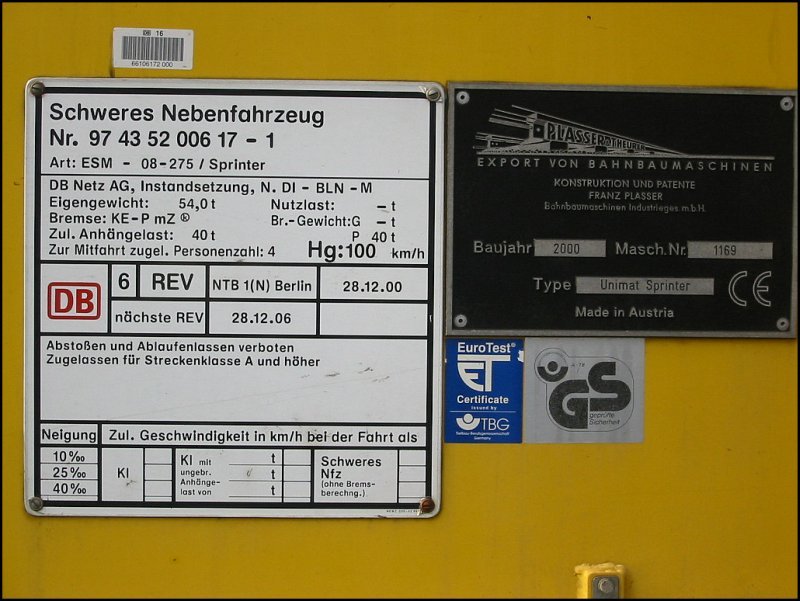 DB 16
66106172 000
Schweres Nebenfahrzeug
Nr. 97 43 52 006 17 - 1
Art: ESM - 08-275 / Sprinter
DB Netz AG, Instandsetzung, N. DI - BLN - M
Eigengewicht: 54,0 t Nutzlast: - t
Bremse: KE-P mZ ® Br.-Gewicht: G - t
Zul. Anhängelast: 40 t P 40 t
Zur Mitfahrt zugel. Personenzahl: 4 Hg: 100 km/h
DB 6 REV NTB 1(N) Berlin 28.12.00
nächste REV 28.12.06
Abstoßen und Ablaufenlassen verboten
Zugelassen für Streckenklasse A und höher
Neigung Zul. Geschwindigkeit in km/h bei der Fahrt als
10 ‰
25 ‰
40 ‰
Kl
Kl mit t
ungebr. t
Anhänge-
last von t
Schweres
Nfz
(ohne Brems-
berechng.)
PLASSER & THEURER
EXPORT VON BAHNBAUMASCHINEN
KONSTRUKTION UND PATENTE
FRANZ PLASSER
Bahnbaumaschinen Industrieges. m.b.H.
Baujahr 2000 Masch. Nr. 1169
Type Unimat Sprinter
CE
Made in Austria
EuroTest®
ET
Certificate
issued by
TBG
Tiefbau-Berufsgenossenschaft
Germany
GS
geprüfte
Sicherheit